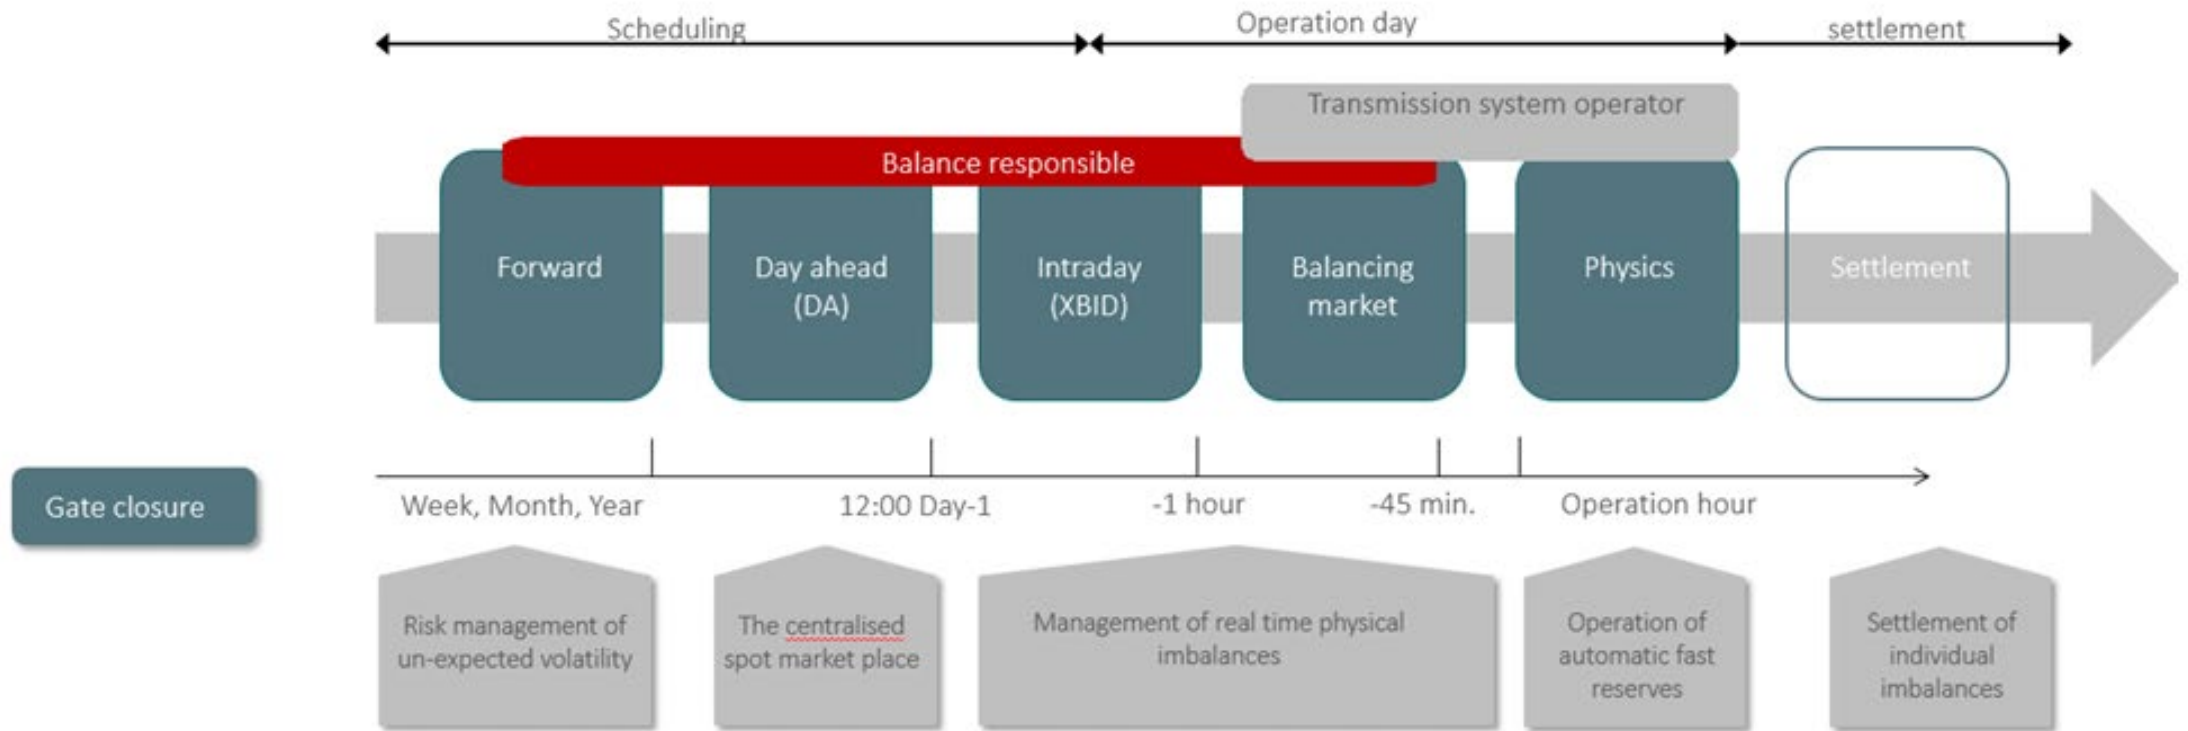 Scheduling
Operation day
settlement
Transmission system operator
Balance responsible
Forward
Day ahead
(DA)
Intraday
(XBID)
Balancing
market
Physics
Settlement
Gate closure
Week, Month, Year
12:00 Day-1
-1 hour
-45 min.
Operation hour
Risk management of
un-expected volatility
The centralised
spot market place
Management of real time physical
imbalances
Operation of
automatic fast
reserves
Settlement of
individual
imbalances